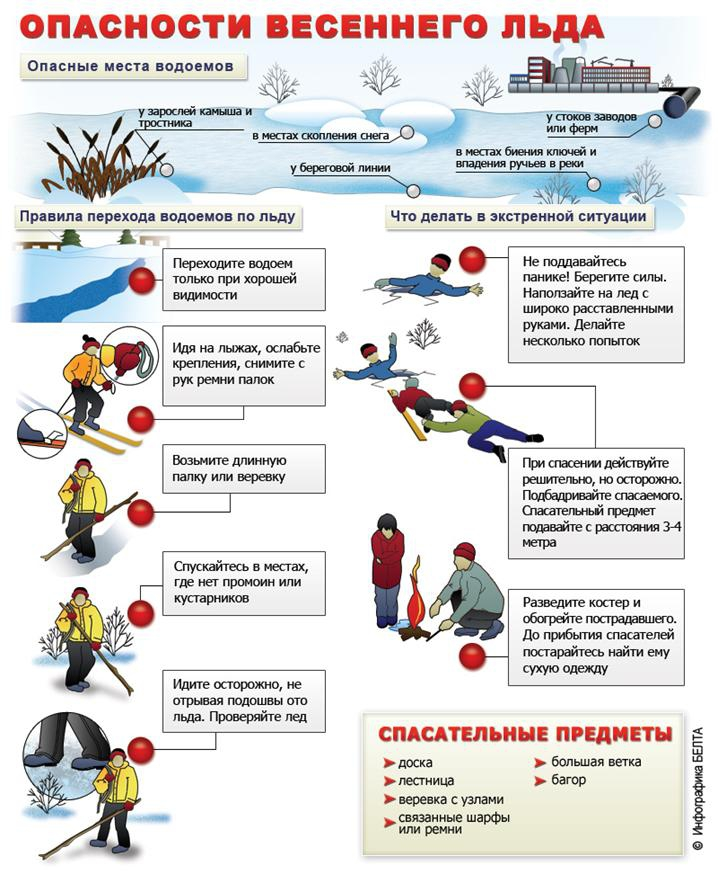 ОПАСНОСТИ ВЕСЕННЕГО ЛЬДА
Опасные места водоемов
у зарослей камыша и
тростника
в местах скопления снега
у береговой линии
у стоков заводов
или ферм
в местах биения ключей и
впадения ручьев в реки
Правила перехода водоемов по льду
Переходите водоем
только при хорошей
видимости
Идя на лыжах, ослабьте
крепления, снимите с
рук ремни палок
Возьмите длинную
палку или веревку
Спускайтесь в местах,
где нет промоин или
кустарников
Идите осторожно, не
отрывая подошвы ото
льда. Проверяйте лед
Что делать в экстренной ситуации
Не поддавайтесь
панике! Берегите силы.
Наползайте на лед с
широко расставленными
руками. Делайте
несколько попыток
При спасении действуйте
решительно, но осторожно.
Подбадривайте спасаемого.
Спасательный предмет
подавайте с расстояния 3-4
метра
Разведите костер и
обогрейте пострадавшего.
До прибытия спасателей
постарайтесь найти ему
сухую одежду
СПАСАТЕЛЬНЫЕ ПРЕДМЕТЫ
доска
лестница
веревка с узлами
связанные шарфы
или ремни
большая ветка
багор
© Инфографика БЕЛТА